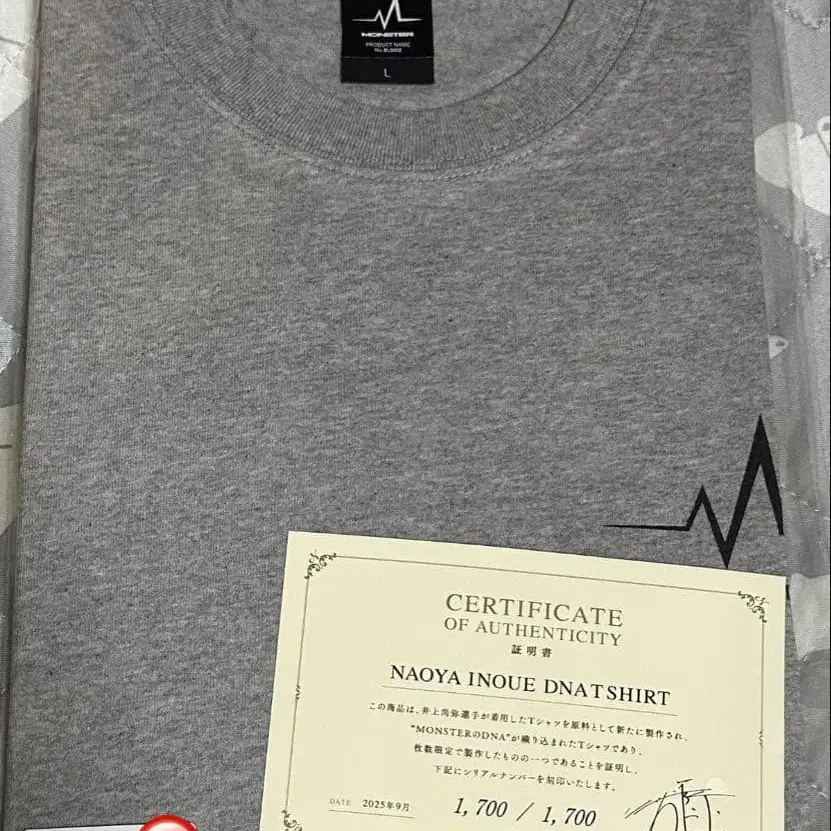 MONSTER
PRODUCT NAME
L
CERTIFICATE
OF AUTHENTICITY
証明書
NAOYA INOUE DNA TSHIRT
この商品は、井上尚弥選手が着用したTシャツを原料として新たに製作され、
"MONSTERのDNA"が織り込まれたTシャツであり、
枚数限定で製作したものの一つであることを証明し、
下記にシリアルナンバーを刻印いたします。
DATE 2025年9月 1,700 / 1,700